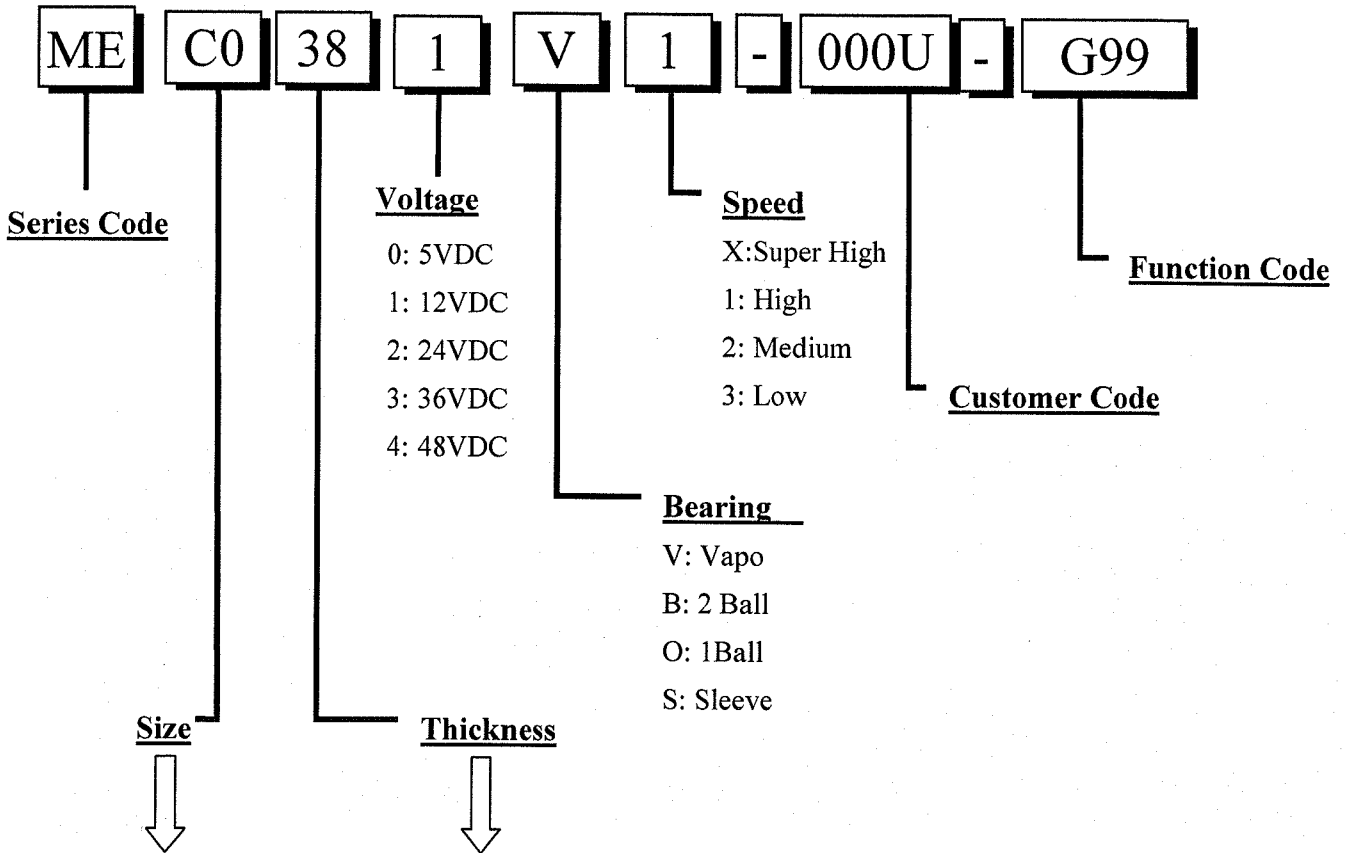 ME C0 38 1 V 1 - 000U - G99
Series Code
Voltage
0: 5VDC
1: 12VDC
2: 24VDC
3: 36VDC
4: 48VDC
Speed
X:Super High
1: High
2: Medium
3: Low
Function Code
Customer Code
Bearing
V: Vapo
B: 2 Ball
O: 1Ball
S: Sleeve
Size
Thickness